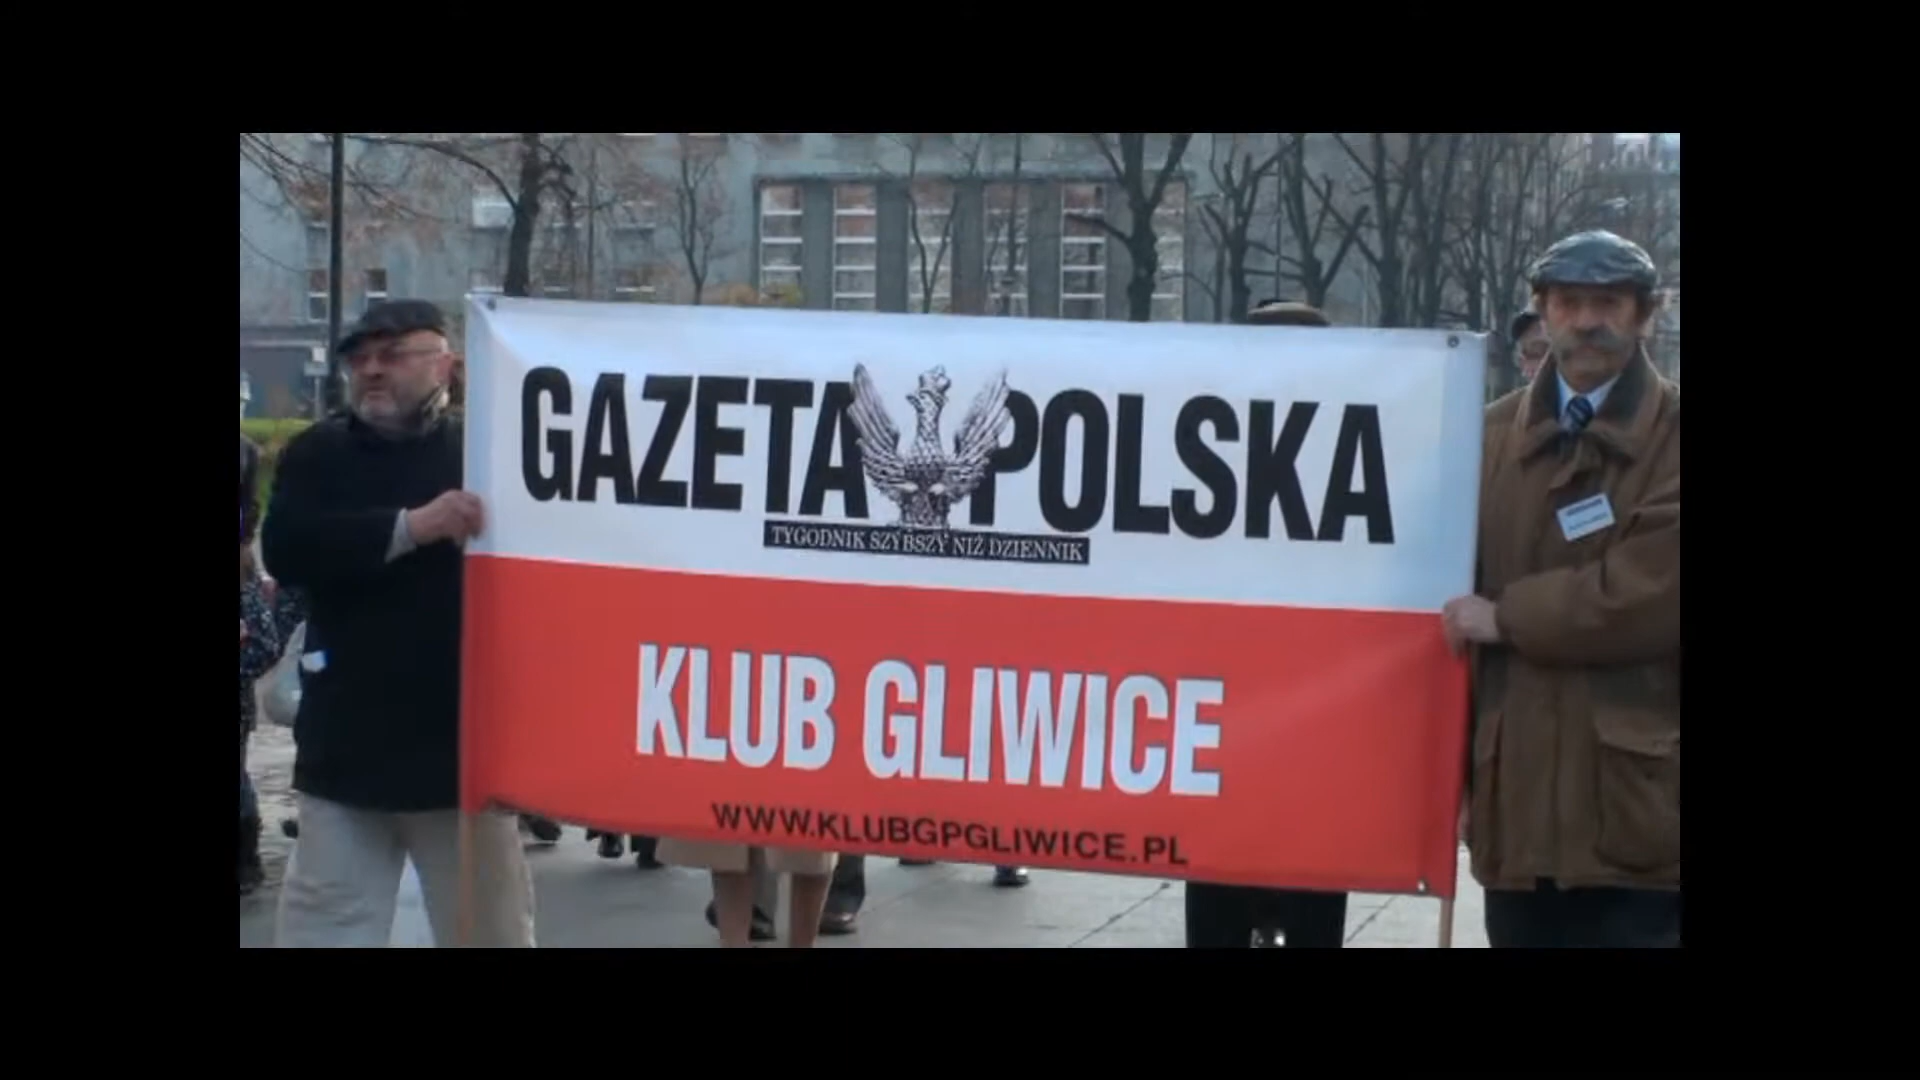 GAZETA POLSKA
TYGODNIK SZYBSZY NIŻ DZIENNIK
KLUB GLIWICE
WWW.KLUBGPGLIWICE.PL